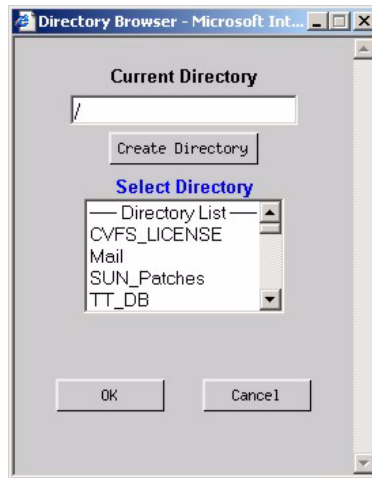 Directory Browser - Microsoft Int...
Current Directory
/
Create Directory
Select Directory
── Directory List ──
CVFS_LICENSE
Mail
SUN_Patches
TT_DB
OK
Cancel